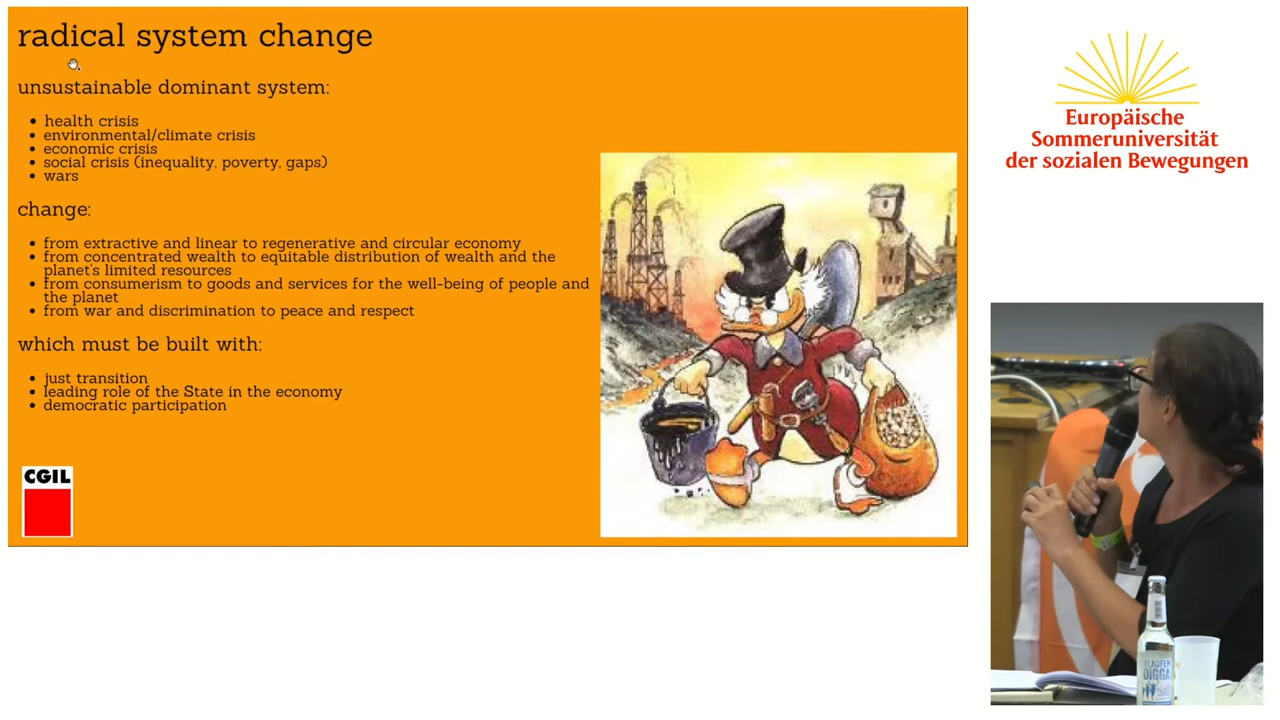 radical system change
unsustainable dominant system:
health crisis
environmental/climate crisis
economic crisis
social crisis (inequality, poverty, gaps)
wars
change:
from extractive and linear to regenerative and circular economy
from concentrated wealth to equitable distribution of wealth and the
planet's limited resources
from consumerism to goods and services for the well-being of people and
the planet
from war and discrimination to peace and respect
which must be built with:
just transition
leading role of the State in the economy
democratic participation
CGIL
Europäische
Sommeruniversität
der sozialen Bewegungen
DIGGA